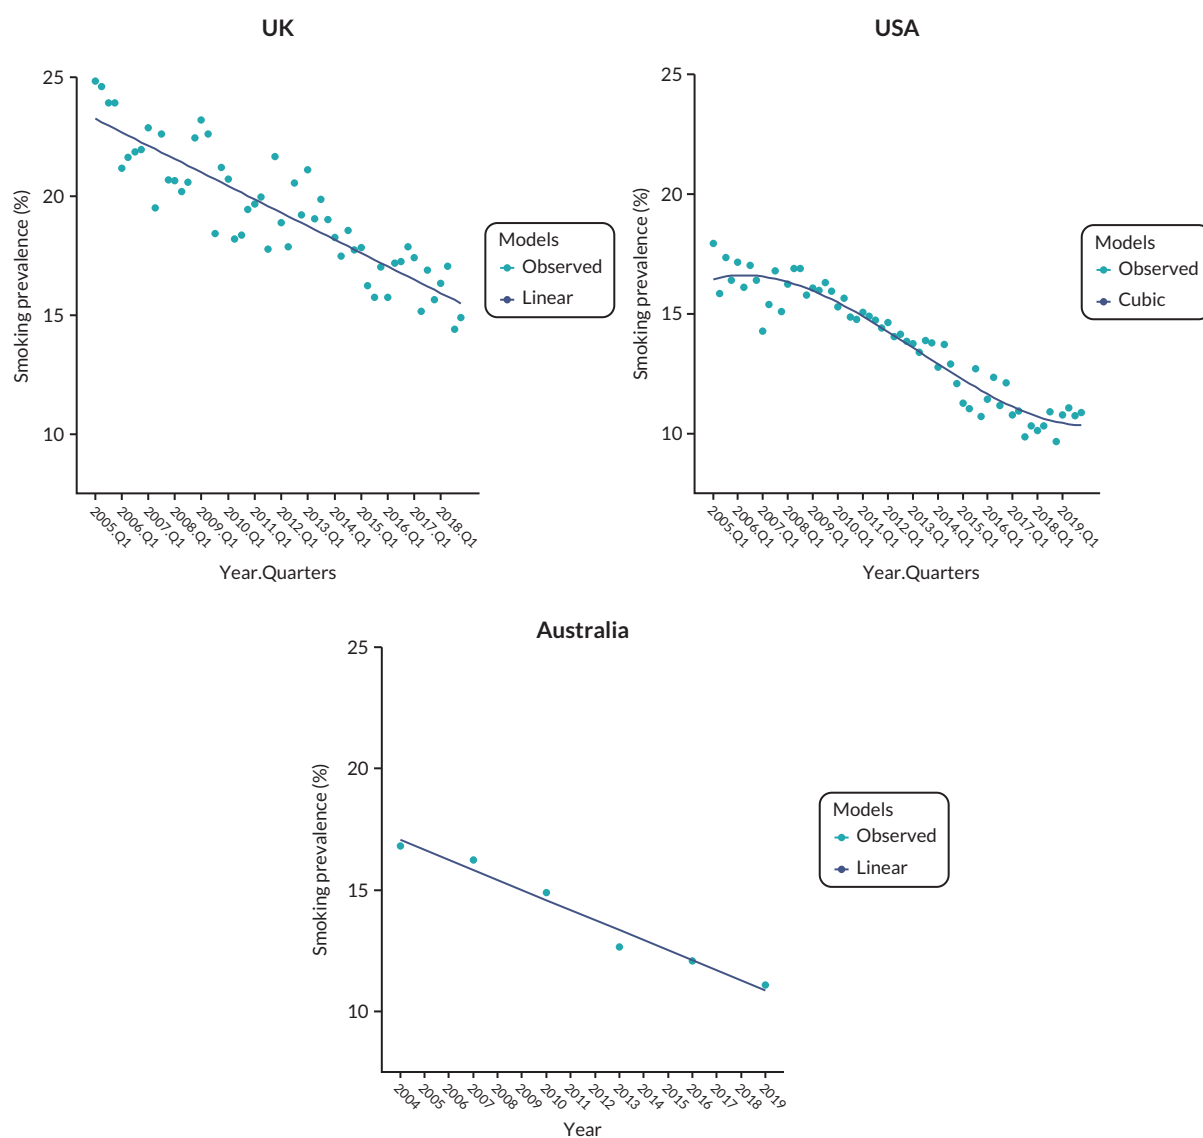 UK
25
20
15
10
Smoking prevalence (%)
2005.Q1
2006.Q1
2007.Q1
2008.Q1
2009.Q1
2010.Q1
2011.Q1
2012.Q1
2013.Q1
2014.Q1
2015.Q1
2016.Q1
2017.Q1
2018.Q1
Year.Quarters
Models
Observed
Linear
USA
25
20
15
10
Smoking prevalence (%)
2005.Q1
2006.Q1
2007.Q1
2008.Q1
2009.Q1
2010.Q1
2011.Q1
2012.Q1
2013.Q1
2014.Q1
2015.Q1
2016.Q1
2017.Q1
2018.Q1
2019.Q1
Year.Quarters
Models
Observed
Cubic
Australia
25
20
15
10
Smoking prevalence (%)
2004
2005
2006
2007
2008
2009
2010
2011
2012
2013
2014
2015
2016
2017
2018
2019
Year
Models
Observed
Linear